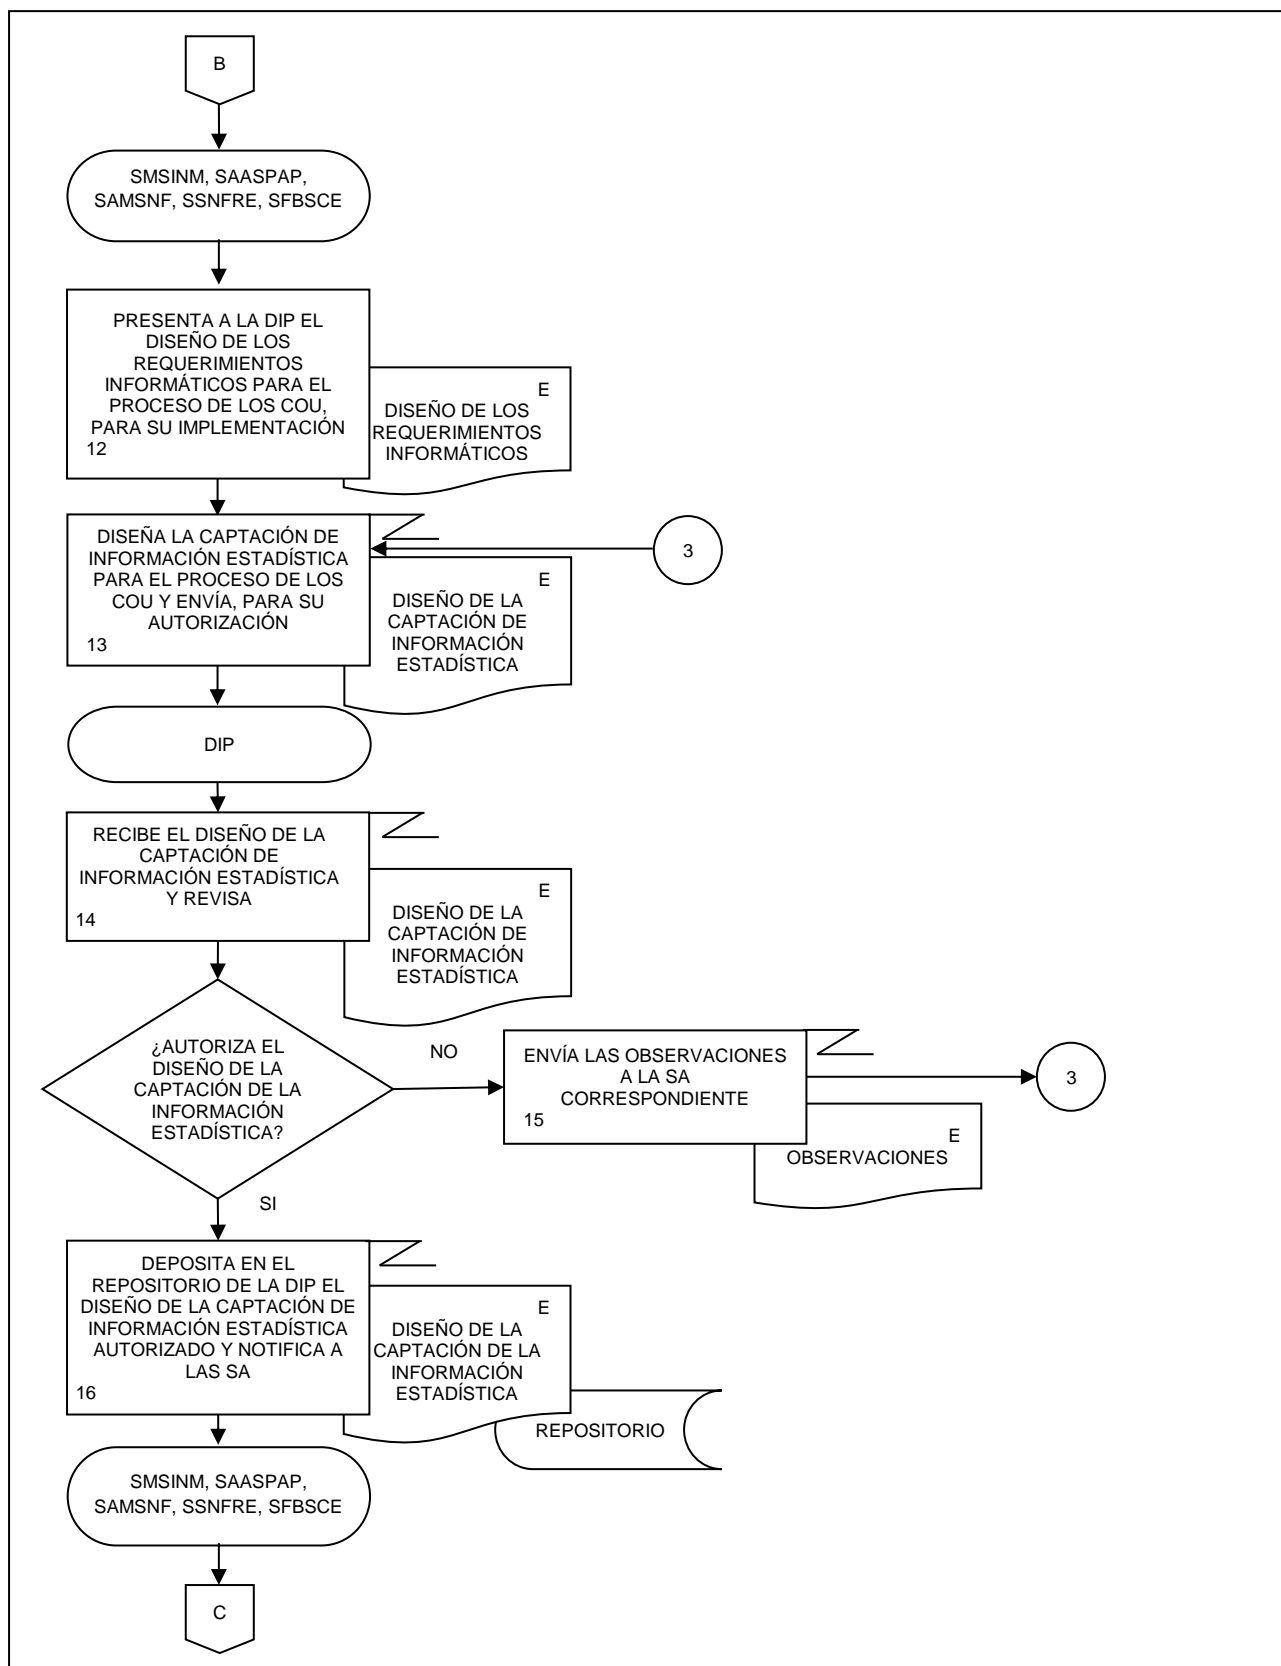 B
SMSINM, SAASPAP,
SAMSNF, SSNFRE, SFBSCE
PRESENTA A LA DIP EL
DISEÑO DE LOS
REQUERIMIENTOS
INFORMÁTICOS PARA EL
PROCESO DE LOS COU,
PARA SU IMPLEMENTACIÓN
12
E
DISEÑO DE LOS
REQUERIMIENTOS
INFORMÁTICOS
DISEÑA LA CAPTACIÓN DE
INFORMACIÓN ESTADÍSTICA
PARA EL PROCESO DE LOS
COU Y ENVÍA, PARA SU
AUTORIZACIÓN
13
3
E
DISEÑO DE LA
CAPTACIÓN DE
INFORMACIÓN
ESTADÍSTICA
DIP
RECIBE EL DISEÑO DE LA
CAPTACIÓN DE
INFORMACIÓN ESTADÍSTICA
Y REVISA
14
E
DISEÑO DE LA
CAPTACIÓN DE
INFORMACIÓN
ESTADÍSTICA
¿AUTORIZA EL
DISEÑO DE LA
CAPTACIÓN DE LA
INFORMACIÓN
ESTADÍSTICA?
NO
ENVÍA LAS OBSERVACIONES
A LA SA
CORRESPONDIENTE
15
3
E
OBSERVACIONES
SI
DEPOSITA EN EL
REPOSITORIO DE LA DIP EL
DISEÑO DE LA CAPTACIÓN DE
INFORMACIÓN ESTADÍSTICA
AUTORIZADO Y NOTIFICA A
LAS SA
16
E
DISEÑO DE LA
CAPTACIÓN DE LA
INFORMACIÓN
ESTADÍSTICA
REPOSITORIO
SMSINM, SAASPAP,
SAMSNF, SSNFRE, SFBSCE
C